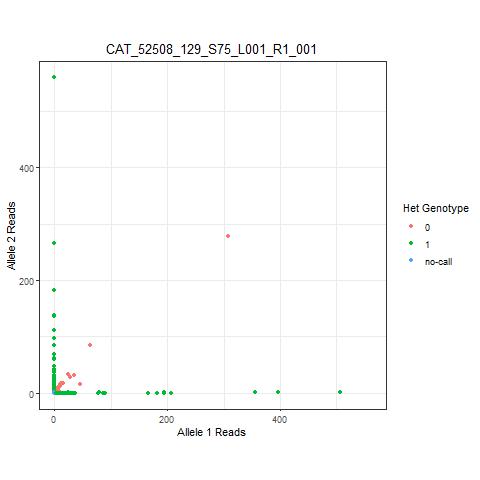 CAT_52508_129_S75_L001_R1_001
Allele 2 Reads
400
200
0
0
200
400
Allele 1 Reads
Het Genotype
0
1
no-call